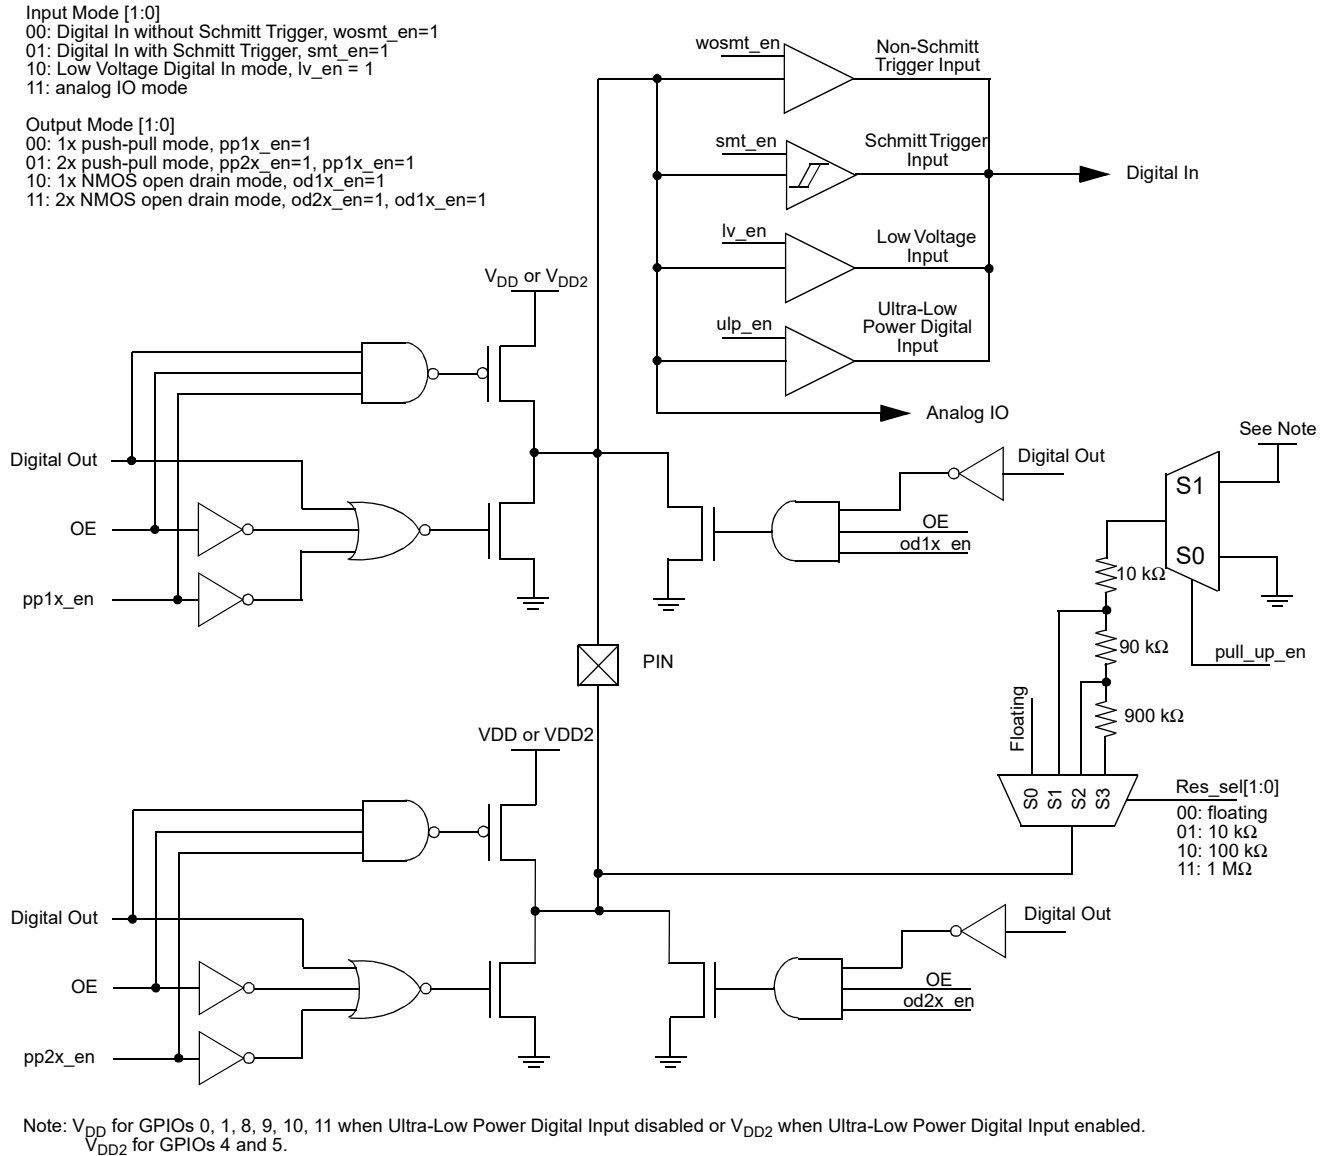 Input Mode [1:0]
00: Digital In without Schmitt Trigger, wosmt_en=1
01: Digital In with Schmitt Trigger, smt_en=1
10: Low Voltage Digital In mode, lv_en = 1
11: analog IO mode
Output Mode [1:0]
00: 1x push-pull mode, pp1x_en=1
01: 2x push-pull mode, pp2x_en=1, pp1x_en=1
10: 1x NMOS open drain mode, od1x_en=1
11: 2x NMOS open drain mode, od2x_en=1, od1x_en=1
wosmt_en
Non-Schmitt
Trigger Input
smt_en
Schmitt Trigger
Input
Digital In
lv_en
Low Voltage
Input
ulp_en
Ultra-Low
Power Digital
Input
Analog IO
VDD or VDD2
Digital Out
OE
pp1x_en
Digital Out
OE
od1x_en
See Note
S1
S0
10 kΩ
90 kΩ
900 kΩ
pull_up_en
PIN
Floating
S0
S1
S2
S3
Res_sel[1:0]
00: floating
01: 10 kΩ
10: 100 kΩ
11: 1 MΩ
VDD or VDD2
Digital Out
OE
pp2x_en
Digital Out
OE
od2x_en
Note: VDD for GPIOs 0, 1, 8, 9, 10, 11 when Ultra-Low Power Digital Input disabled or VDD2 when Ultra-Low Power Digital Input enabled.
VDD2 for GPIOs 4 and 5.